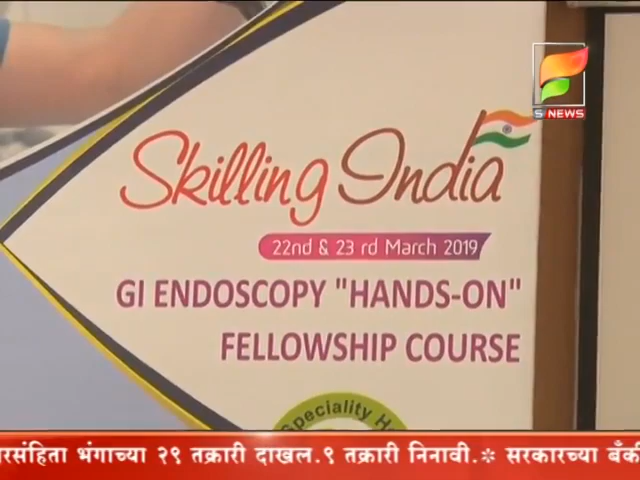 S NEWS
Skilling India
22nd & 23 rd March 2019
GI ENDOSCOPY "HANDS-ON"
FELLOWSHIP COURSE
Speciality
भंगाच्या २९ तक्रारी दाखल.९ तक्रारी निनावी.* सरकारच्या